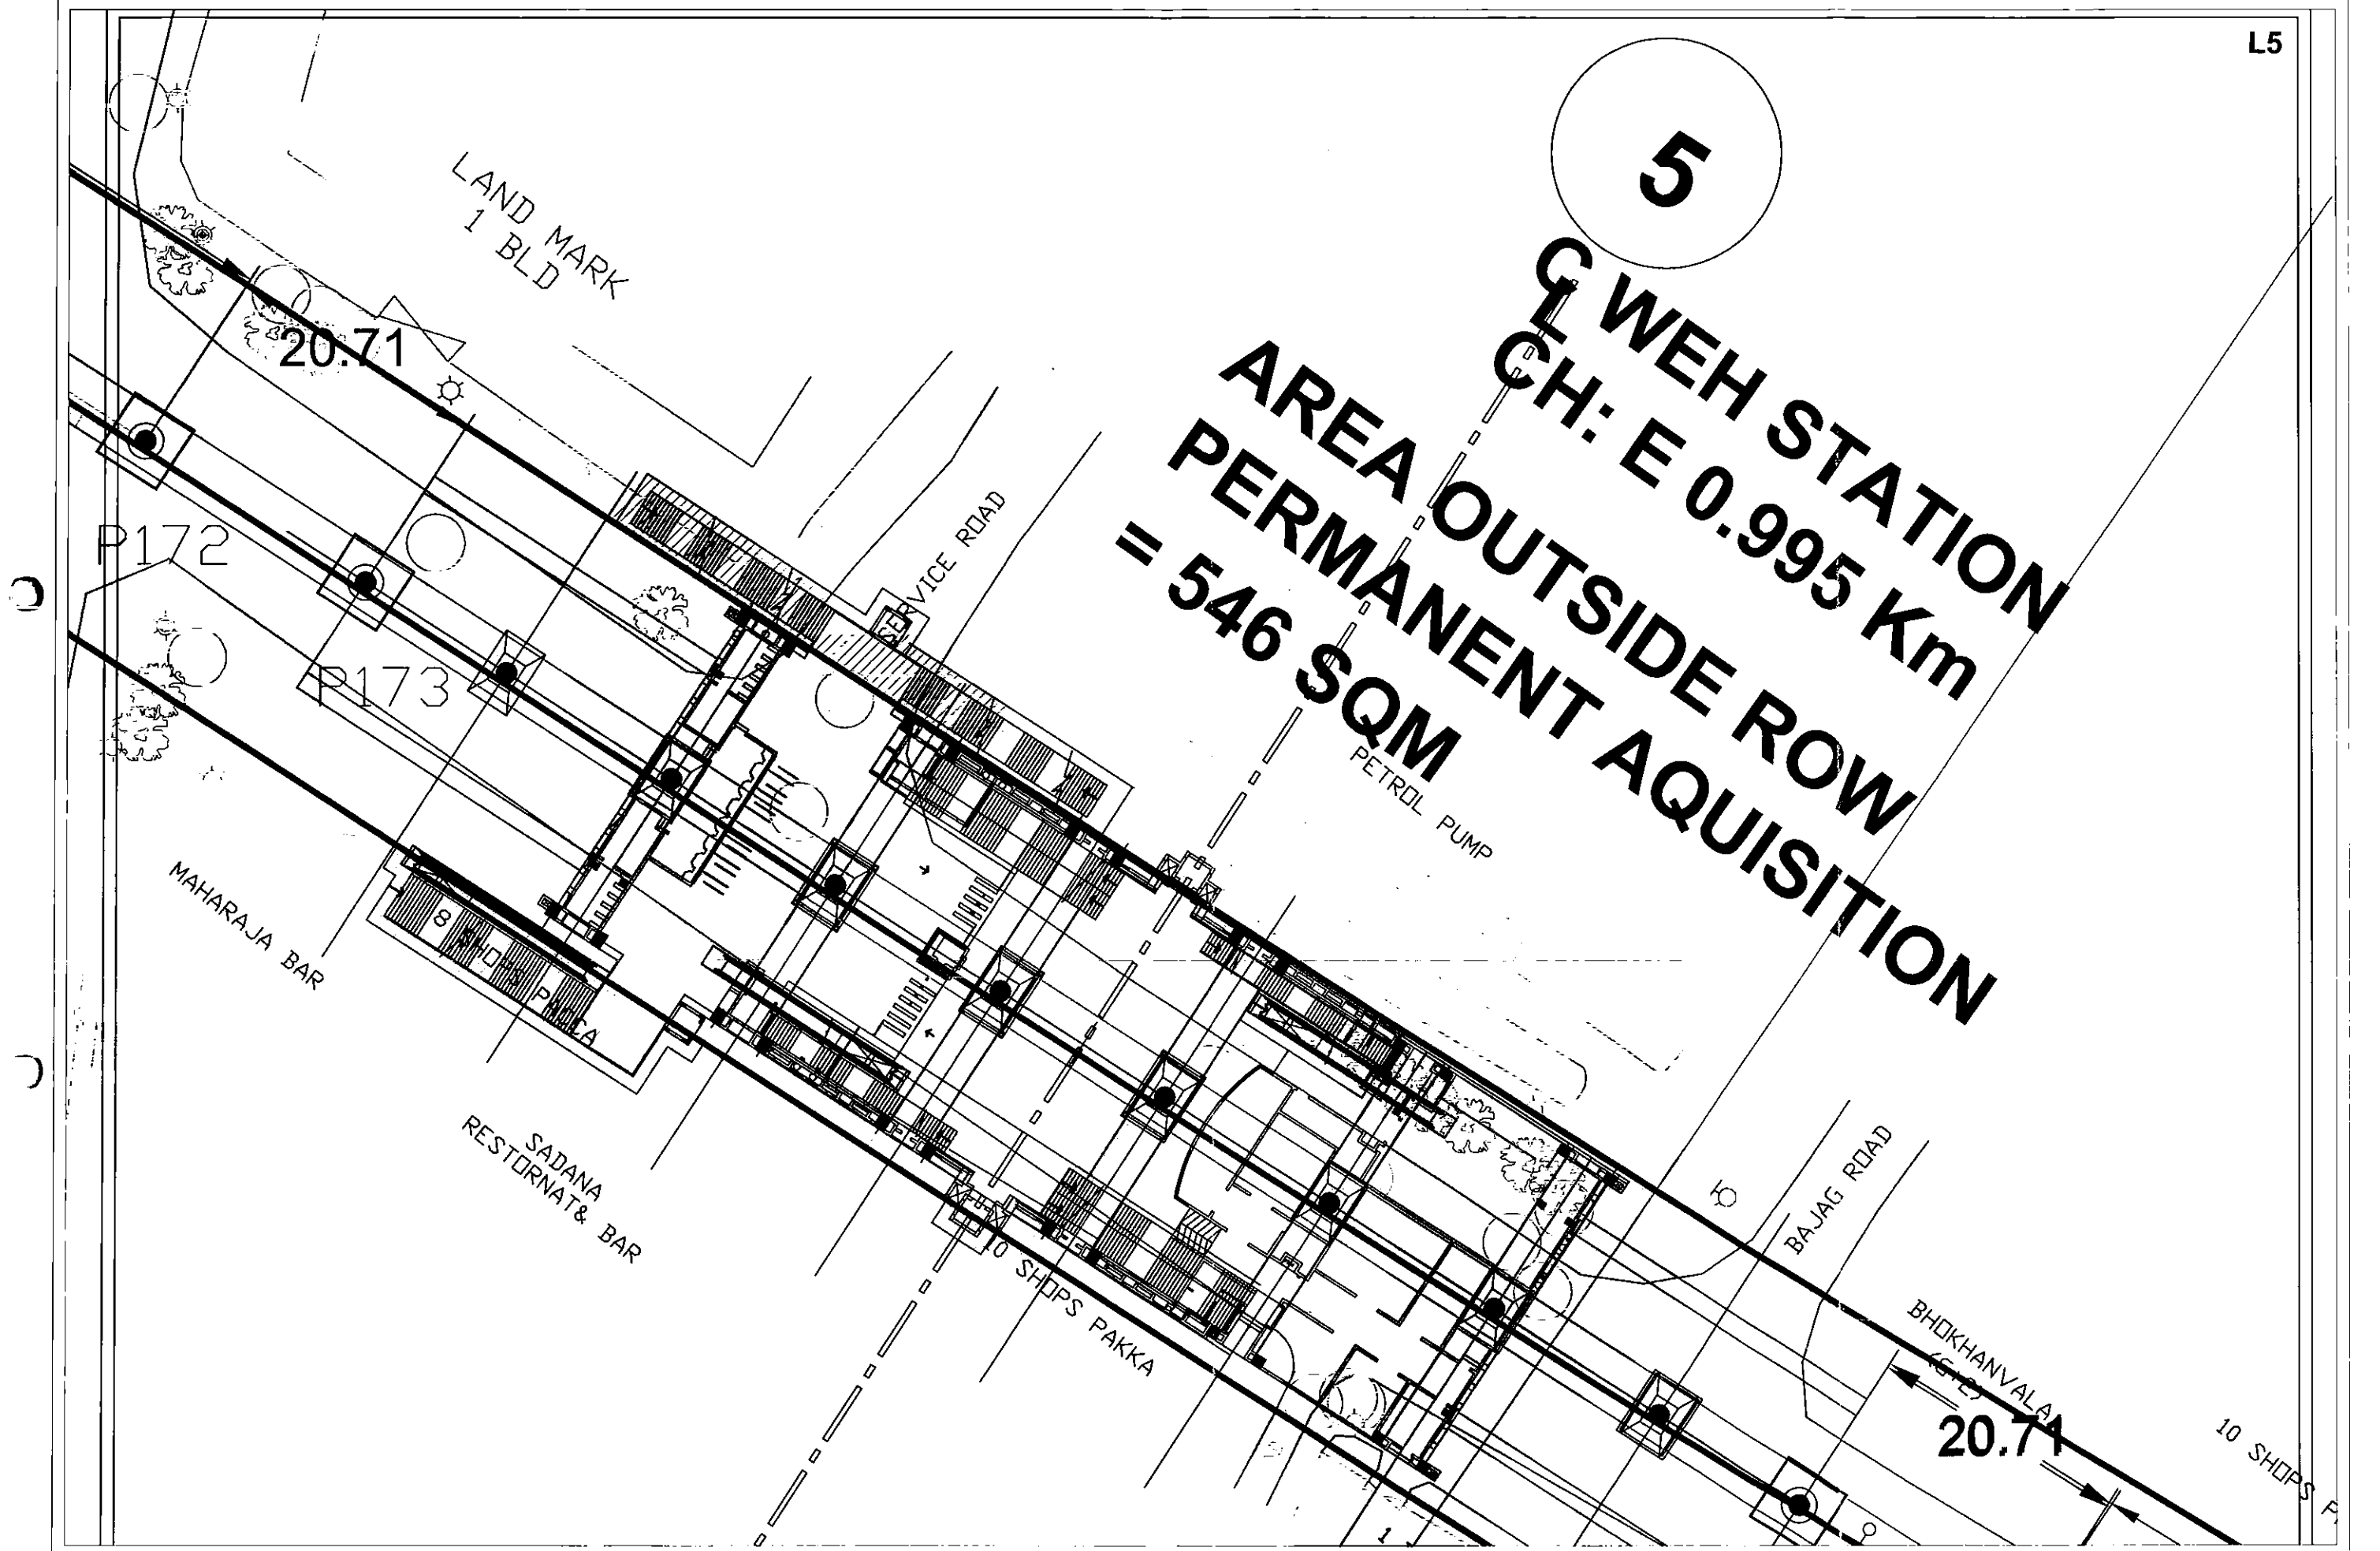 L5
5
C WEH STATION
L
CH: E 0.995 Km
AREA OUTSIDE ROW
PERMANENT AQUISITION
= 546 SQM
LAND MARK
1 BLD
20.71
P172
P173
SERVICE ROAD
PETROL PUMP
MAHARAJA BAR
8 SHOPS PACCA
SADANA
RESTORNAT& BAR
10 SHOPS PAKKA
BAJAG ROAD
BHOKHANVALA
(G+2)
20.71
10 SHOPS P
1